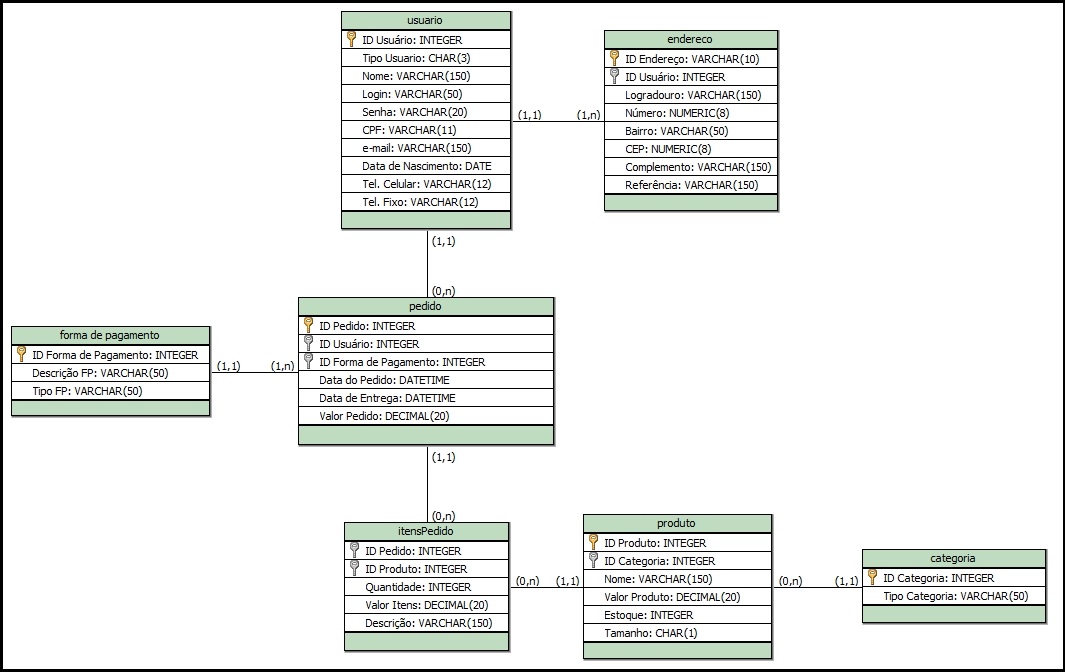 usuario
ID Usuário: INTEGER
Tipo Usuario: CHAR(3)
Nome: VARCHAR(150)
Login: VARCHAR(50)
Senha: VARCHAR(20)
CPF: VARCHAR(11)
e-mail: VARCHAR(150)
Data de Nascimento: DATE
Tel. Celular: VARCHAR(12)
Tel. Fixo: VARCHAR(12)
(1,1)
(1,n)
endereco
ID Endereço: VARCHAR(10)
ID Usuário: INTEGER
Logradouro: VARCHAR(150)
Número: NUMERIC(8)
Bairro: VARCHAR(50)
CEP: NUMERIC(8)
Complemento: VARCHAR(150)
Referência: VARCHAR(150)
(1,1)
(0,n)
forma de pagamento
ID Forma de Pagamento: INTEGER
Descrição FP: VARCHAR(50)
Tipo FP: VARCHAR(50)
(1,1)
(1,n)
pedido
ID Pedido: INTEGER
ID Usuário: INTEGER
ID Forma de Pagamento: INTEGER
Data do Pedido: DATETIME
Data de Entrega: DATETIME
Valor Pedido: DECIMAL(20)
(1,1)
(0,n)
itensPedido
ID Pedido: INTEGER
ID Produto: INTEGER
Quantidade: INTEGER
Valor Itens: DECIMAL(20)
Descrição: VARCHAR(150)
(0,n)
(1,1)
produto
ID Produto: INTEGER
ID Categoria: INTEGER
Nome: VARCHAR(150)
Valor Produto: DECIMAL(20)
Estoque: INTEGER
Tamanho: CHAR(1)
(0,n)
(1,1)
categoria
ID Categoria: INTEGER
Tipo Categoria: VARCHAR(50)